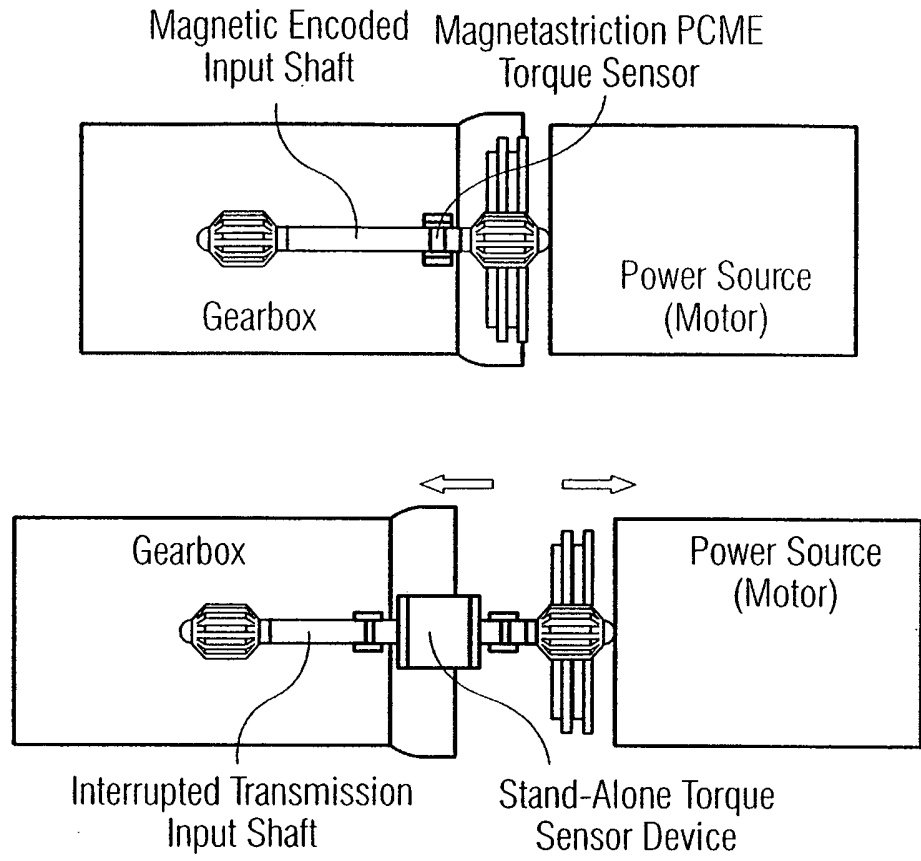 Magnetic Encoded
Input Shaft
Magnetastriction PCME
Torque Sensor
Gearbox
Power Source
(Motor)
Gearbox
Power Source
(Motor)
Interrupted Transmission
Input Shaft
Stand-Alone Torque
Sensor Device